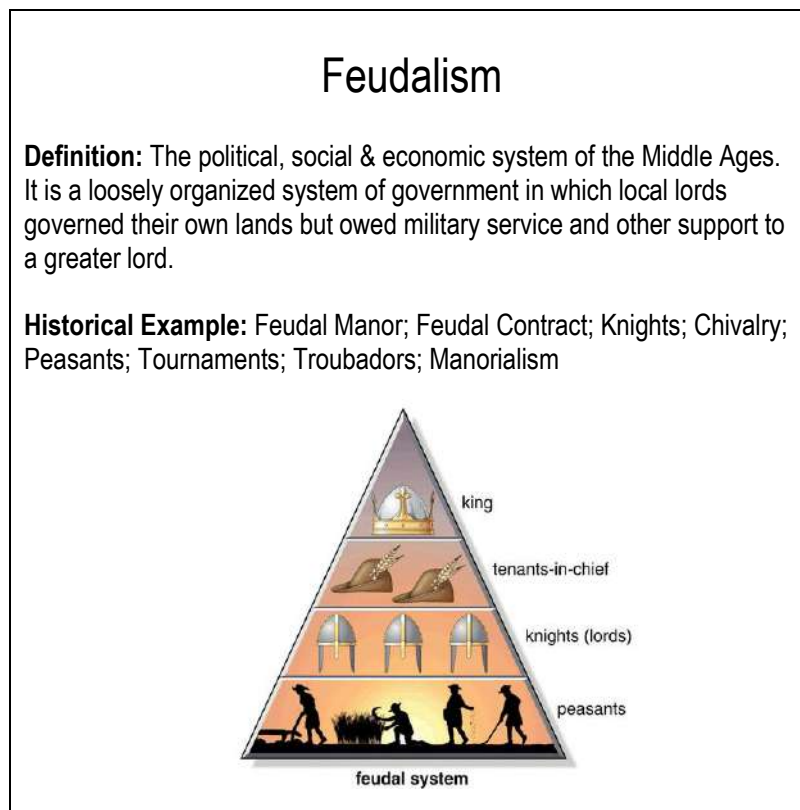 Feudalism
Definition: The political, social & economic system of the Middle Ages.
It is a loosely organized system of government in which local lords
governed their own lands but owed military service and other support to
a greater lord.
Historical Example: Feudal Manor; Feudal Contract; Knights; Chivalry;
Peasants; Tournaments; Troubadors; Manorialism
king
tenants-in-chief
knights (lords)
peasants
feudal system